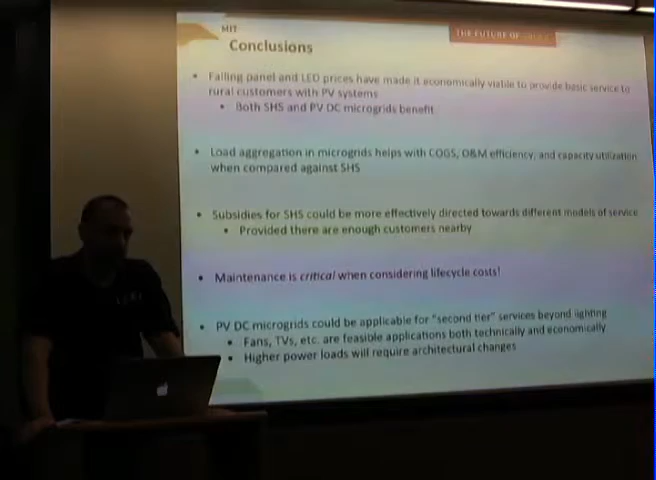 MIT
THE FUTURE OF
Conclusions
• Falling panel and LED prices have made it economically viable to provide basic service to
rural customers with PV systems
• Both SHS and PV DC microgrids benefit
• Load aggregation in microgrids helps with COGS, O&M efficiency, and capacity utilization
when compared against SHS
• Subsidies for SHS could be more effectively directed towards different models of service
• Provided there are enough customers nearby
• Maintenance is critical when considering lifecycle costs!
• PV DC microgrids could be applicable for "second tier" services beyond lighting
• Fans, TVs, etc. are feasible applications both technically and economically
• Higher power loads will require architectural changes